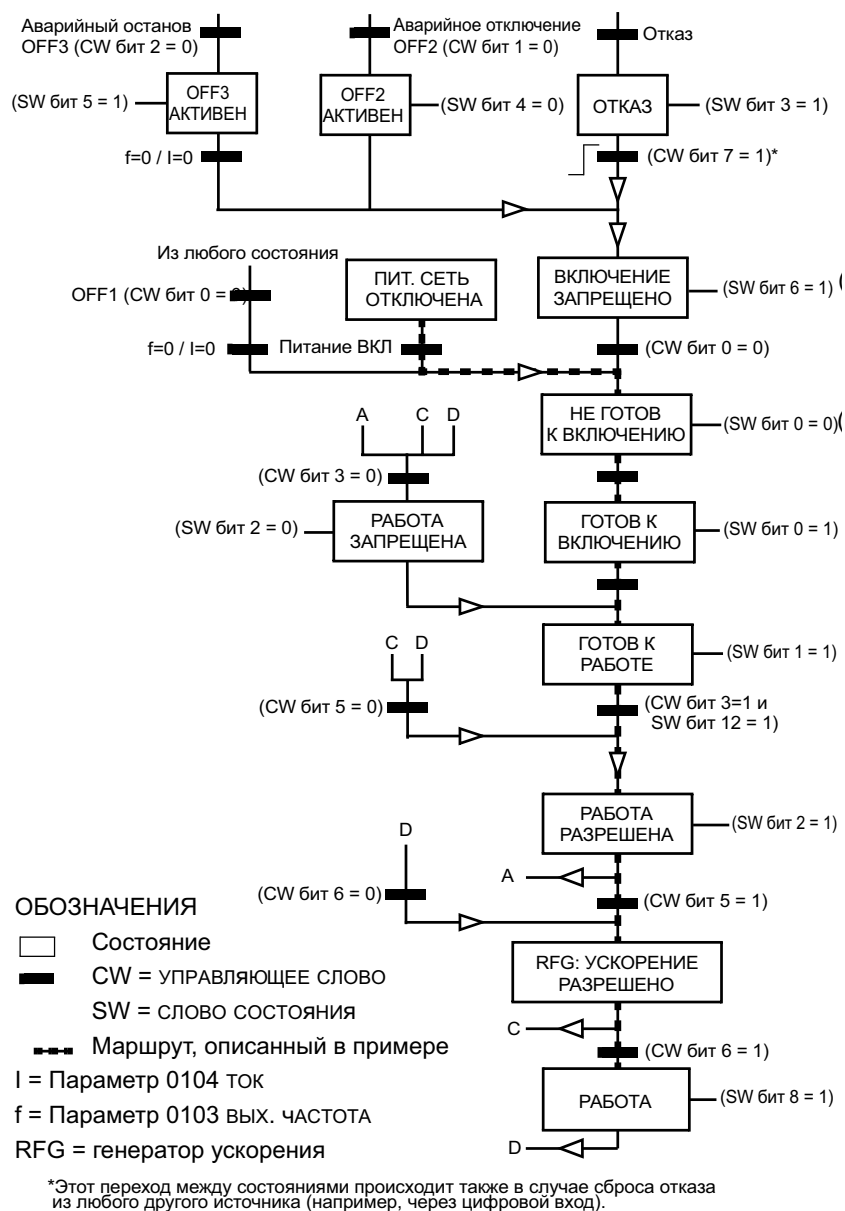 Аварийный останов
OFF3 (CW бит 2 = 0)
Аварийное отключение
OFF2 (CW бит 1 = 0)
Отказ
(SW бит 5 = 1)
OFF3
АКТИВЕН
OFF2
АКТИВЕН
(SW бит 4 = 0)
ОТКАЗ
(SW бит 3 = 1)
f=0 / I=0
(CW бит 7 = 1)*
Из любого состояния
OFF1 (CW бит 0 = 0)
ПИТ. СЕТЬ
ОТКЛЮЧЕНА
ВКЛЮЧЕНИЕ
ЗАПРЕЩЕНО
(SW бит 6 = 1) (
f=0 / I=0
Питание ВКЛ
(CW бит 0 = 0)
A C D
НЕ ГОТОВ
К ВКЛЮЧЕНИЮ
(SW бит 0 = 0) (
(CW бит 3 = 0)
(SW бит 2 = 0)
РАБОТА
ЗАПРЕЩЕНА
ГОТОВ К
ВКЛЮЧЕНИЮ
(SW бит 0 = 1)
C D
ГОТОВ К
РАБОТЕ
(SW бит 1 = 1)
(CW бит 5 = 0)
(CW бит 3=1 и
SW бит 12 = 1)
D
РАБОТА
РАЗРЕШЕНА
(SW бит 2 = 1)
A
(CW бит 6 = 0)
(CW бит 5 = 1)
RFG: УСКОРЕНИЕ
РАЗРЕШЕНО
C
(CW бит 6 = 1)
РАБОТА
(SW бит 8 = 1)
D
ОБОЗНАЧЕНИЯ
Состояние
CW = УПРАВЛЯЮЩЕЕ СЛОВО
SW = СЛОВО СОСТОЯНИЯ
Маршрут, описанный в примере
I = Параметр 0104 ТОК
f = Параметр 0103 ВЫХ. ЧАСТОТА
RFG = генератор ускорения
*Этот переход между состояниями происходит также в случае сброса отказа
из любого другого источника (например, через цифровой вход).